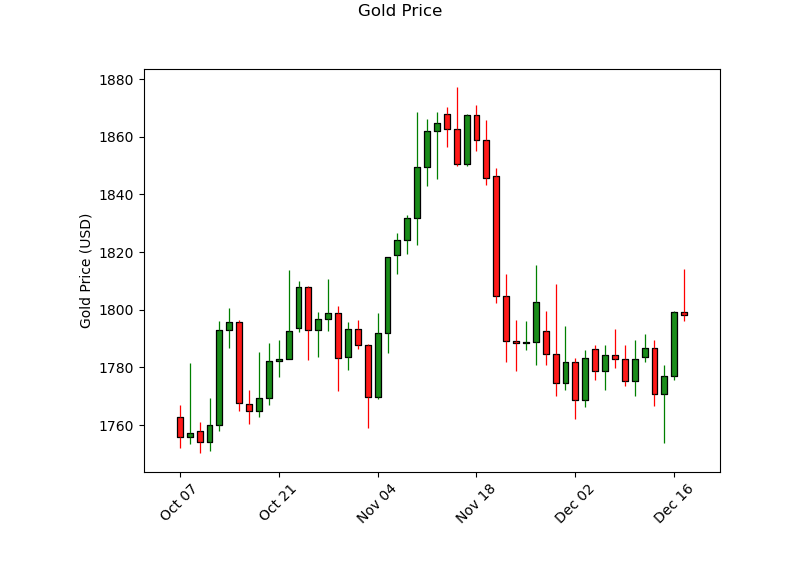 Gold Price
Gold Price (USD)
1880
1860
1840
1820
1800
1780
1760
Oct 07
Oct 21
Nov 04
Nov 18
Dec 02
Dec 16